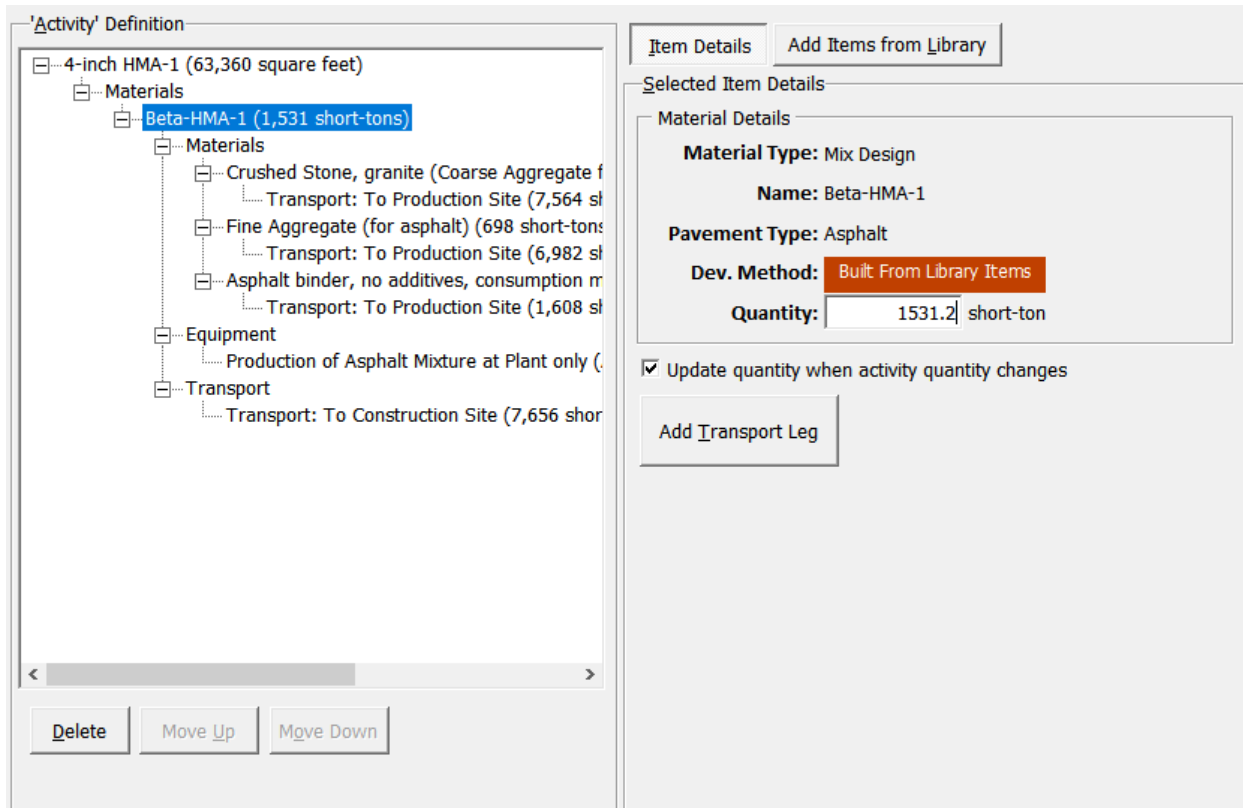 'Activity' Definition
4-inch HMA-1 (63,360 square feet)
Materials
Beta-HMA-1 (1,531 short-tons)
Materials
Crushed Stone, granite (Coarse Aggregate f
Transport: To Production Site (7,564 sh
Fine Aggregate (for asphalt) (698 short-tons
Transport: To Production Site (6,982 sh
Asphalt binder, no additives, consumption m
Transport: To Production Site (1,608 sh
Equipment
Production of Asphalt Mixture at Plant only (
Transport
Transport: To Construction Site (7,656 shor
Delete Move Up Move Down
Item Details Add Items from Library
Selected Item Details
Material Details
Material Type: Mix Design
Name: Beta-HMA-1
Pavement Type: Asphalt
Dev. Method: Built From Library Items
Quantity: 1531.2 short-ton
Update quantity when activity quantity changes
Add Transport Leg